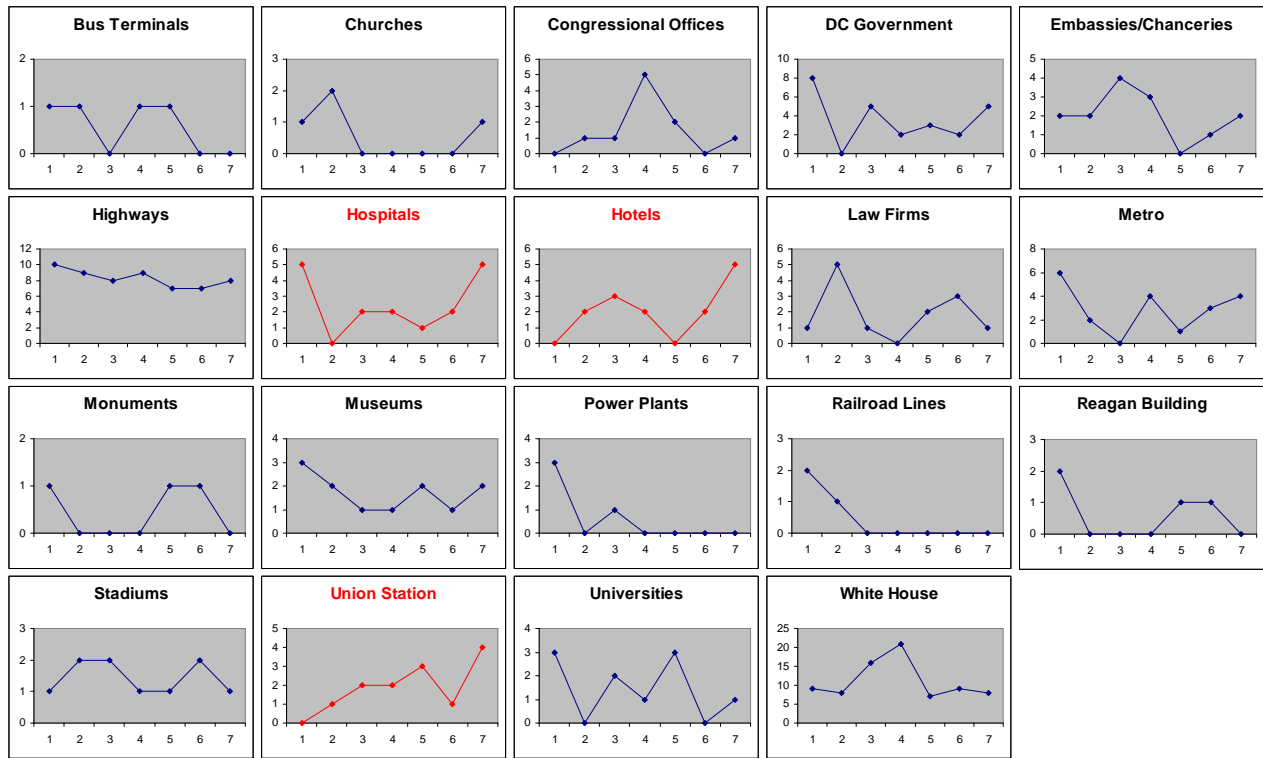 Bus Terminals
2
1
0
1 2 3 4 5 6 7
Churches
3
2
1
0
1 2 3 4 5 6 7
Congressional Offices
6
5
4
3
2
1
0
1 2 3 4 5 6 7
DC Government
10
8
6
4
2
0
1 2 3 4 5 6 7
Embassies/Chanceries
5
4
3
2
1
0
1 2 3 4 5 6 7
Highways
12
10
8
6
4
2
0
1 2 3 4 5 6 7
Hospitals
6
5
4
3
2
1
0
1 2 3 4 5 6 7
Hotels
6
5
4
3
2
1
0
1 2 3 4 5 6 7
Law Firms
6
5
4
3
2
1
0
1 2 3 4 5 6 7
Metro
8
6
4
2
0
1 2 3 4 5 6 7
Monuments
2
1
0
1 2 3 4 5 6 7
Museums
4
3
2
1
0
1 2 3 4 5 6 7
Power Plants
4
3
2
1
0
1 2 3 4 5 6 7
Railroad Lines
3
2
1
0
1 2 3 4 5 6 7
Reagan Building
3
2
1
0
1 2 3 4 5 6 7
Stadiums
3
2
1
0
1 2 3 4 5 6 7
Union Station
5
4
3
2
1
0
1 2 3 4 5 6 7
Universities
4
3
2
1
0
1 2 3 4 5 6 7
White House
25
20
15
10
5
0
1 2 3 4 5 6 7